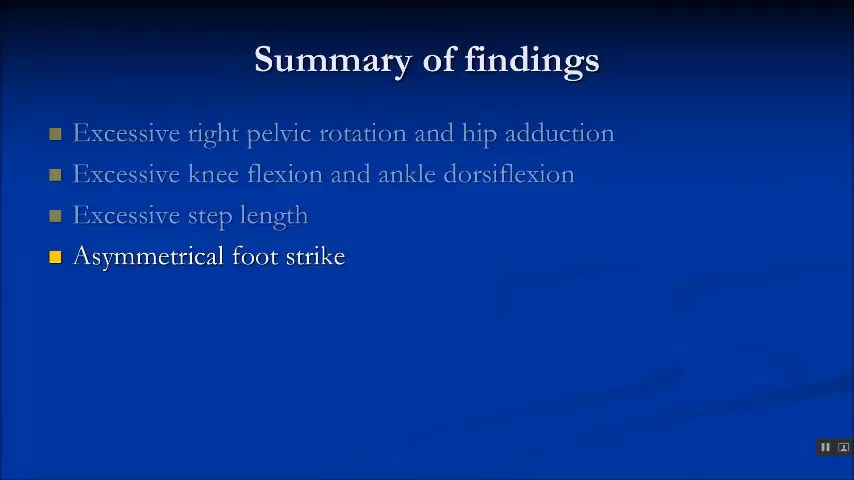 Summary of findings
Excessive right pelvic rotation and hip adduction
Excessive knee flexion and ankle dorsiflexion
Excessive step length
Asymmetrical foot strike